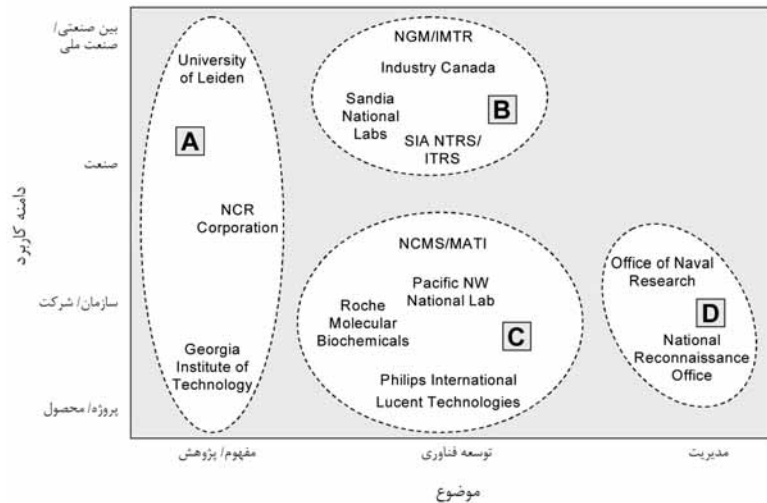 بین صنعتی/
صنعت ملی
صنعت
دامنه کاربرد
سازمان/ شرکت
پروژه/ محصول
University
of Leiden
A
NCR
Corporation
Georgia
Institute of
Technology
NGM/IMTR
Industry Canada
Sandia
National
Labs
B
SIA NTRS/
ITRS
NCMS/MATI
Pacific NW
National Lab
Roche
Molecular
Biochemicals
C
Philips International
Lucent Technologies
Office of Naval
Research
D
National
Reconnaissance
Office
مفهوم/ پژوهش
توسعه فناوری
مدیریت
موضوع